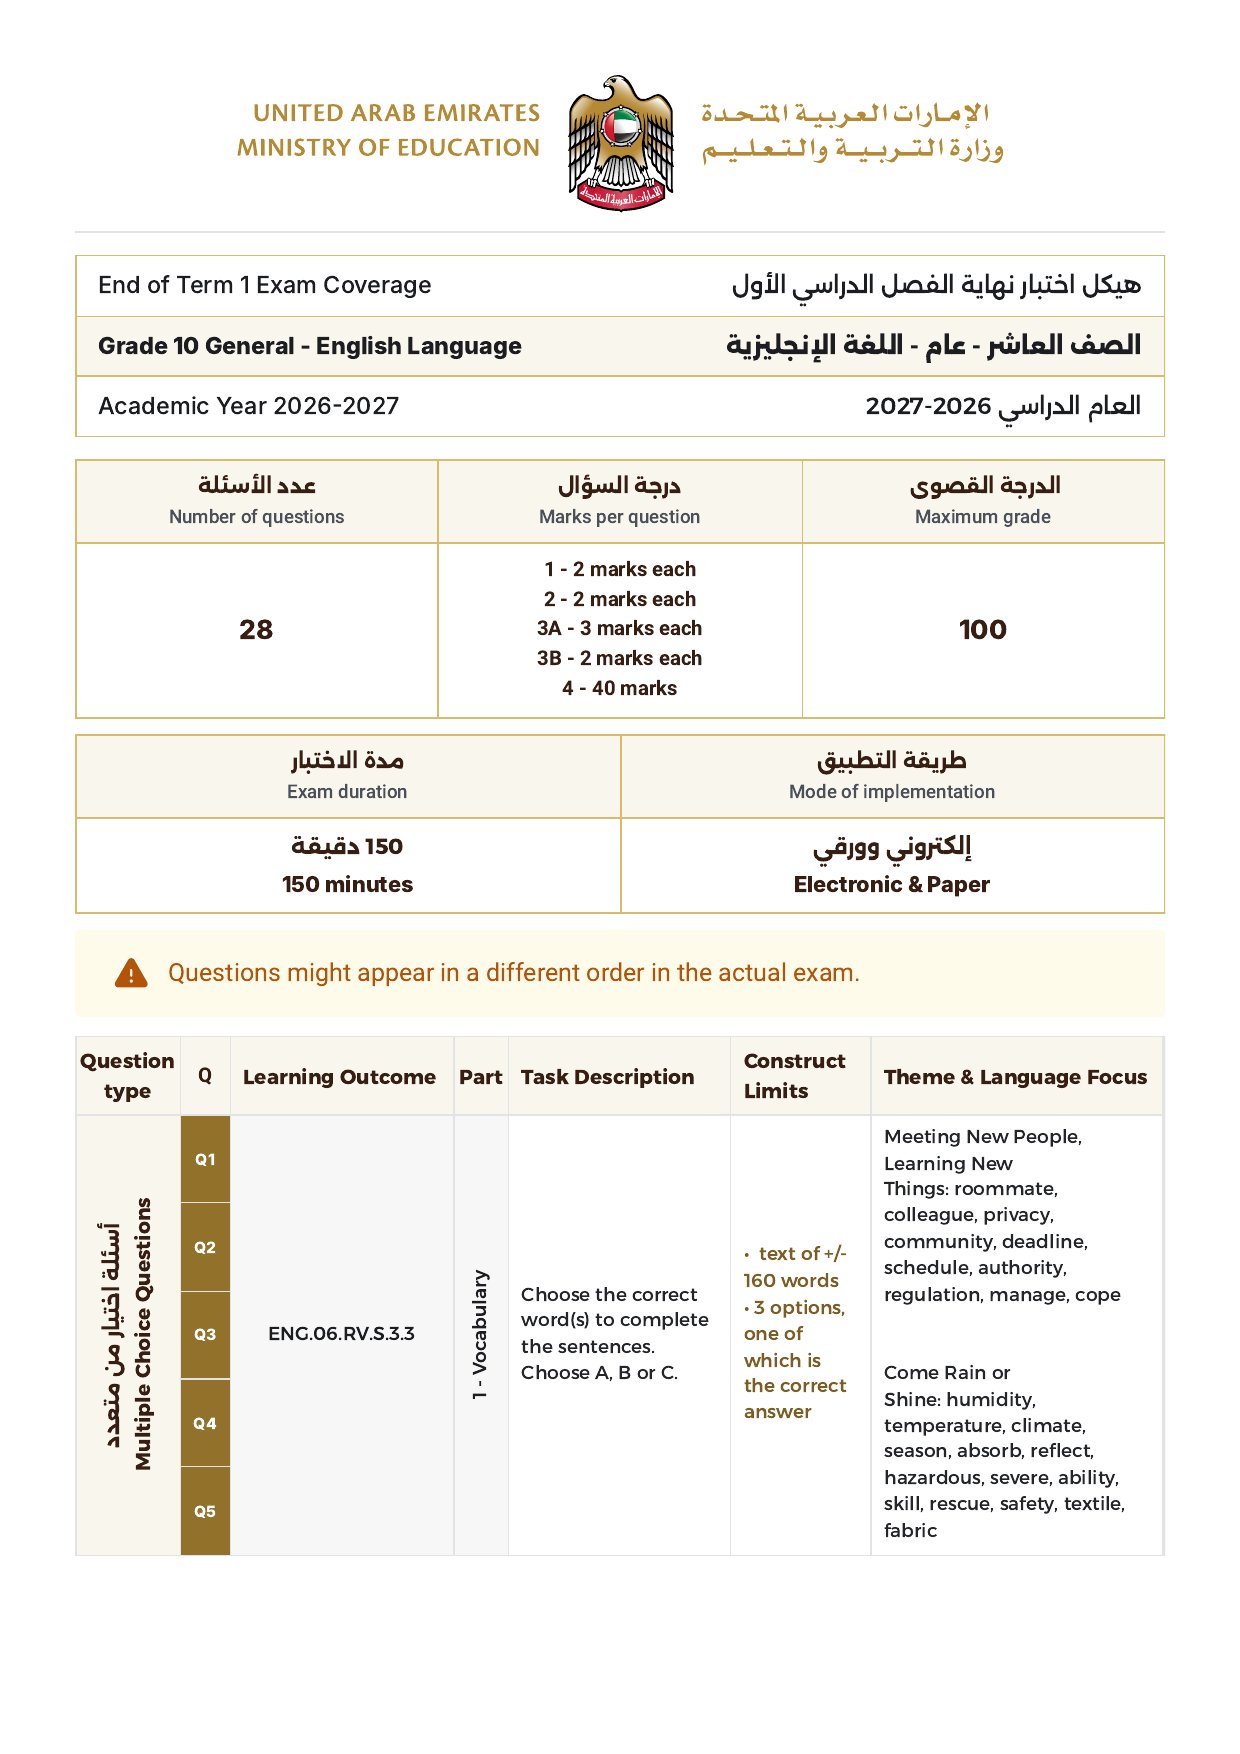 UNITED ARAB EMIRATES
MINISTRY OF EDUCATION
الإمارات العربية المتحدة
وزارة التربية والتعليم
الإمارات العربية المتحدة
End of Term 1 Exam Coverage
هيكل اختبار نهاية الفصل الدراسي الأول
Grade 10 General - English Language
الصف العاشر - عام - اللغة الإنجليزية
Academic Year 2026-2027
العام الدراسي 2026-2027
عدد الأسئلة
Number of questions
درجة السؤال
Marks per question
الدرجة القصوى
Maximum grade
28
1 - 2 marks each
2 - 2 marks each
3A - 3 marks each
3B - 2 marks each
4 - 40 marks
100
مدة الاختبار
Exam duration
طريقة التطبيق
Mode of implementation
150 دقيقة
150 minutes
إلكتروني وورقي
Electronic & Paper
Questions might appear in a different order in the actual exam.
Question
type
Q
Learning Outcome
Part
Task Description
Construct
Limits
Theme & Language Focus
أسئلة اختيار من متعدد
Multiple Choice Questions
Q1
Q2
Q3
Q4
Q5
ENG.06.RV.S.3.3
1 - Vocabulary
Choose the correct
word(s) to complete
the sentences.
Choose A, B or C.
• text of +/-
160 words
• 3 options,
one of
which is
the correct
answer
Meeting New People,
Learning New
Things: roommate,
colleague, privacy,
community, deadline,
schedule, authority,
regulation, manage, cope
Come Rain or
Shine: humidity,
temperature, climate,
season, absorb, reflect,
hazardous, severe, ability,
skill, rescue, safety, textile,
fabric